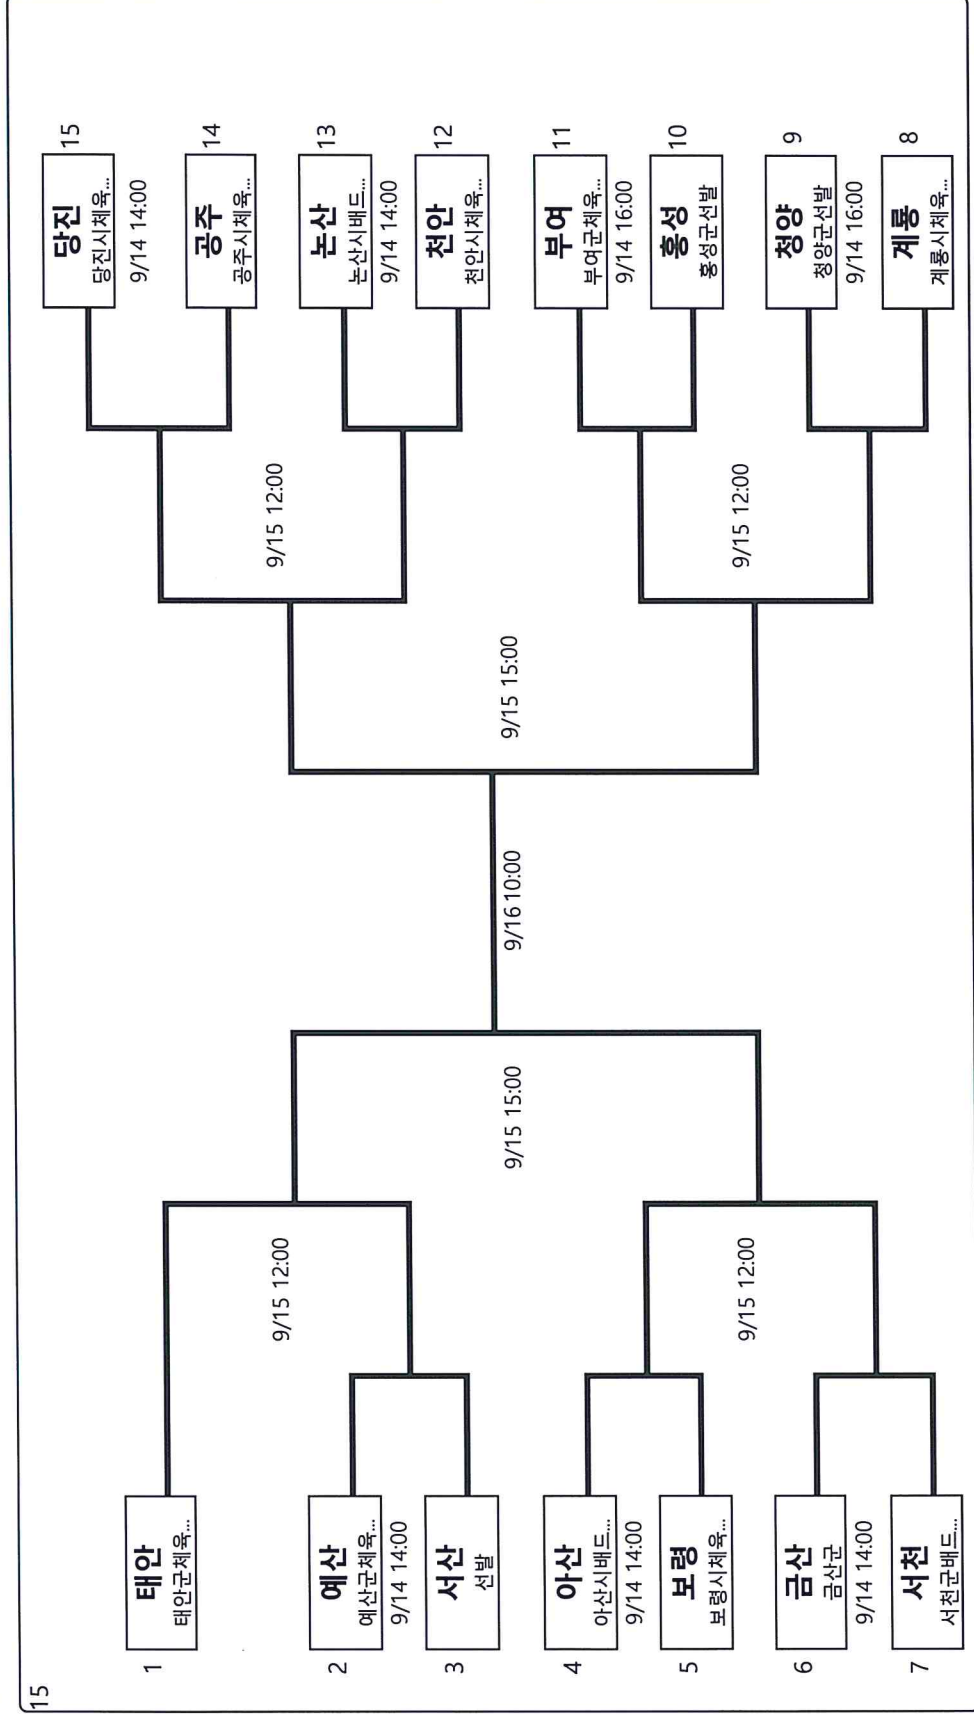 15
1
태안
태안군체육...
2
예산
예산군체육...
9/14 14:00
3
서산
선발
4
아산
아산시배드...
9/14 14:00
5
보령
보령시체육...
6
금산
금산군
9/14 14:00
7
서천
서천군배드...
9/15 12:00
9/15 12:00
9/15 15:00
9/16 10:00
9/15 15:00
9/15 12:00
9/15 12:00
당진
당진시체육...
15
9/14 14:00
공주
공주시체육...
14
논산
논산시배드...
13
9/14 14:00
천안
천안시체육...
12
부여
부여군체육...
11
9/14 16:00
홍성
홍성군선발
10
청양
청양군선발
9
9/14 16:00
계룡
계룡시체육...
8